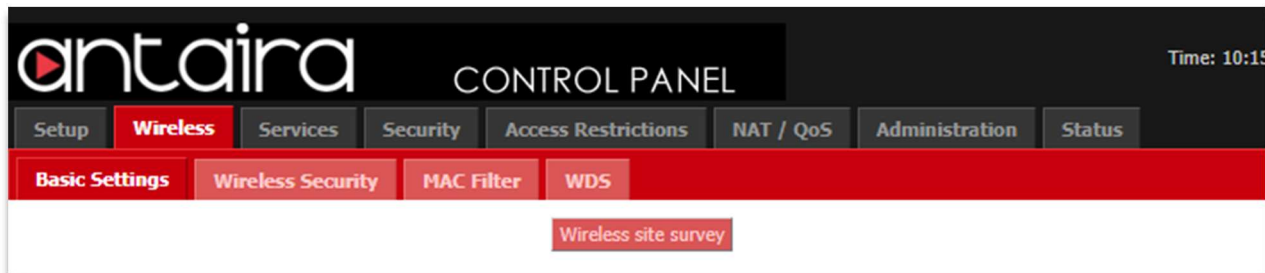 antaira CONTROL PANEL
Time: 10:15
Setup Wireless Services Security Access Restrictions NAT / QoS Administration Status
Basic Settings Wireless Security MAC Filter WDS
Wireless site survey